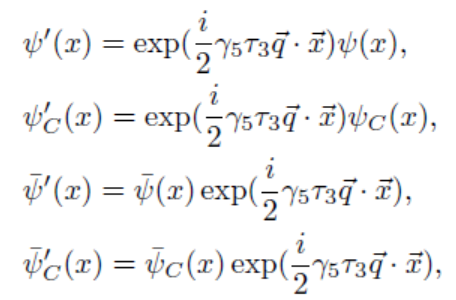 ψ′(x) = exp(i/2 γ₅τ₃q⃗ · x⃗)ψ(x),
ψ′_C(x) = exp(i/2 γ₅τ₃q⃗ · x⃗)ψ_C(x),
ψ̄′(x) = ψ̄(x) exp(i/2 γ₅τ₃q⃗ · x⃗),
ψ̄′_C(x) = ψ̄_C(x) exp(i/2 γ₅τ₃q⃗ · x⃗),